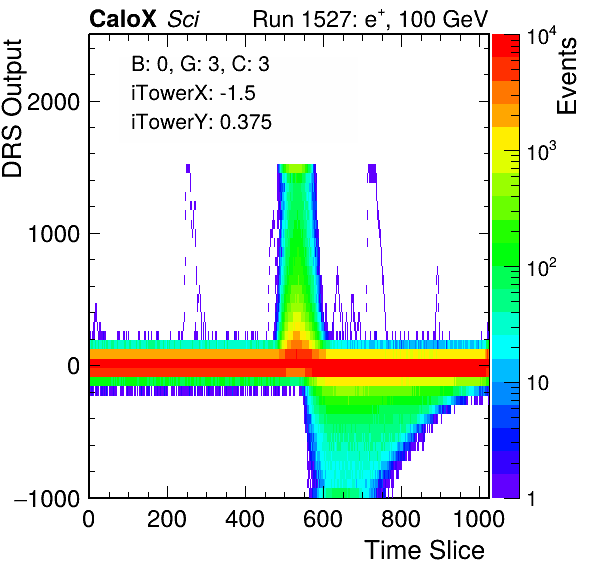 CaloX Sci Run 1527: e⁺, 100 GeV
B: 0, G: 3, C: 3
iTowerX: -1.5
iTowerY: 0.375
DRS Output
2000
1000
0
−1000
0 200 400 600 800 1000
Time Slice
Events
10⁴
10³
10²
10
1